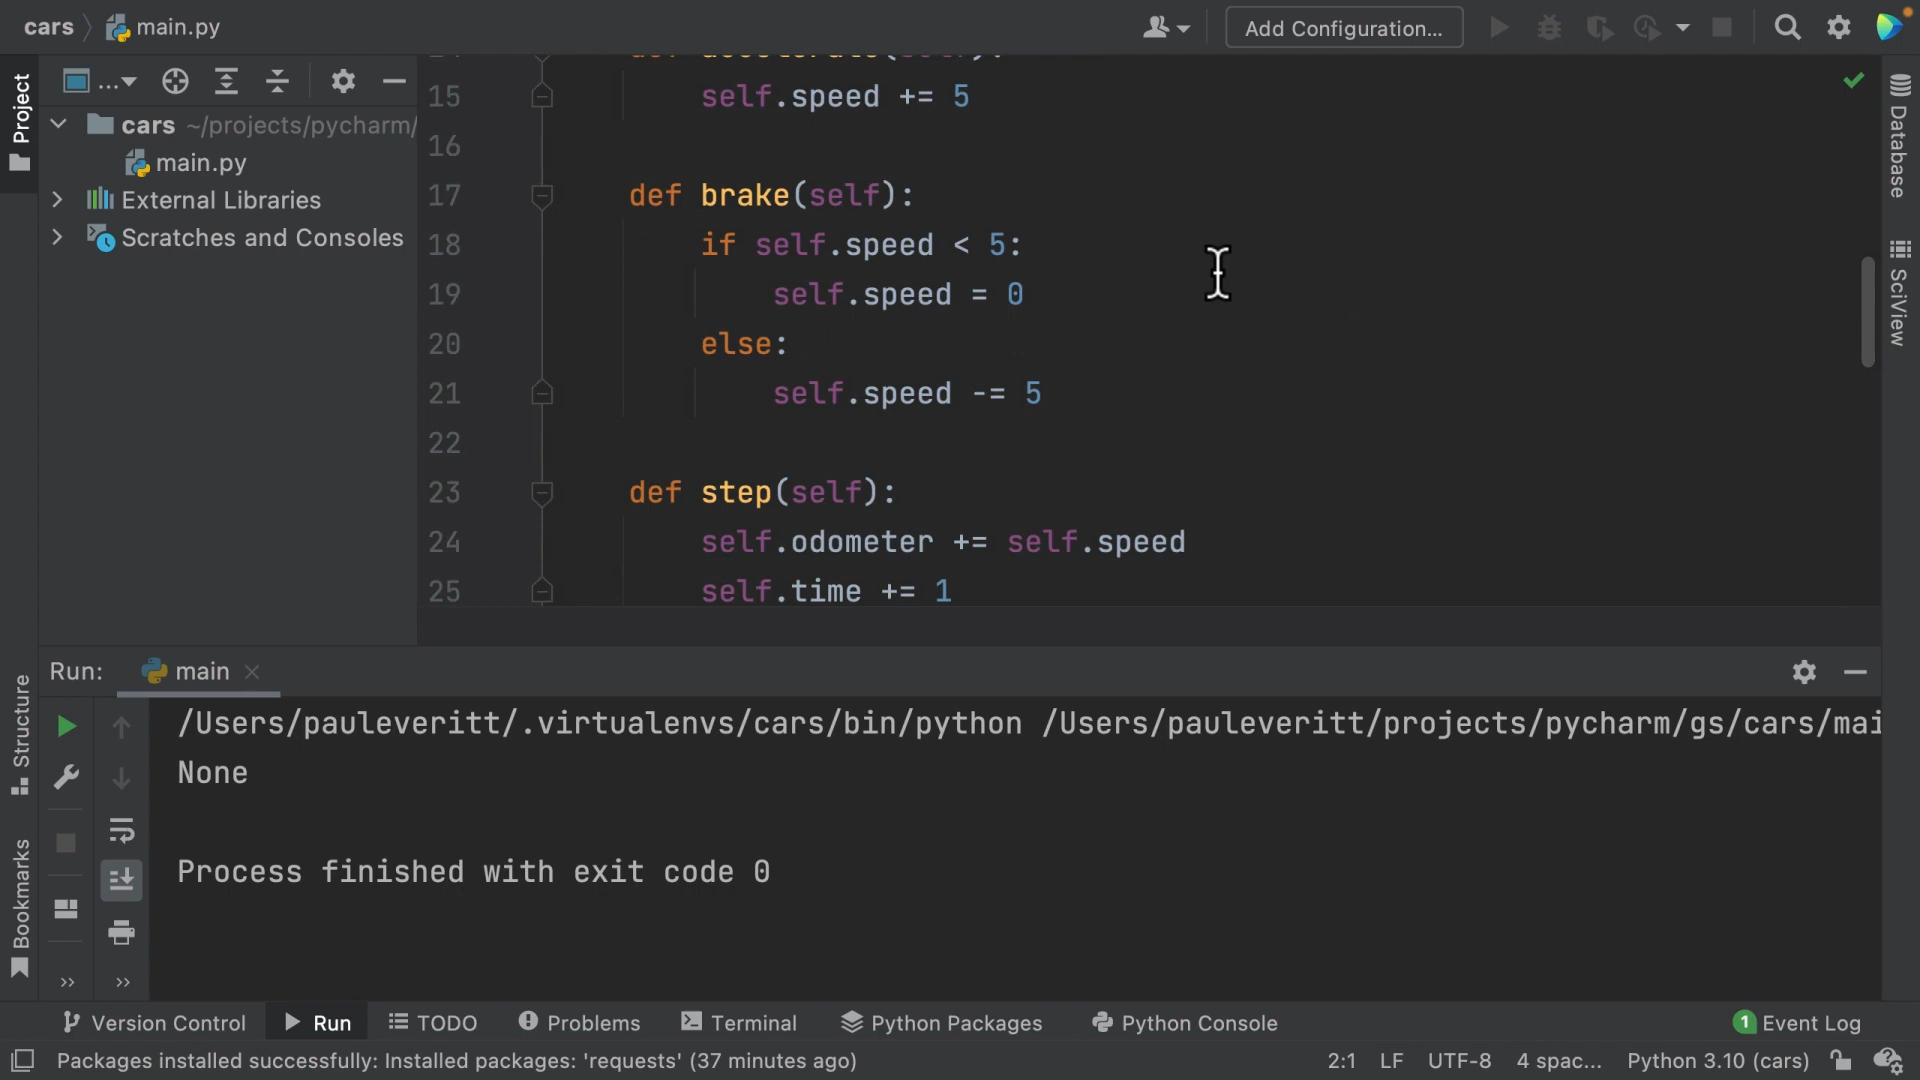 cars
main.py
Add Configuration...
Project
...
cars ~/projects/pycharm/
main.py
External Libraries
Scratches and Consoles
15 self.speed += 5
16
17 def brake(self):
18 if self.speed < 5:
19 self.speed = 0
20 else:
21 self.speed -= 5
22
23 def step(self):
24 self.odometer += self.speed
25 self.time += 1
Database
SciView
Run: main
Structure
Bookmarks
/Users/pauleveritt/.virtualenvs/cars/bin/python /Users/pauleveritt/projects/pycharm/gs/cars/mai
None
Process finished with exit code 0
Version Control Run TODO Problems Terminal Python Packages Python Console 1 Event Log
Packages installed successfully: Installed packages: 'requests' (37 minutes ago) 2:1 LF UTF-8 4 spac... Python 3.10 (cars)